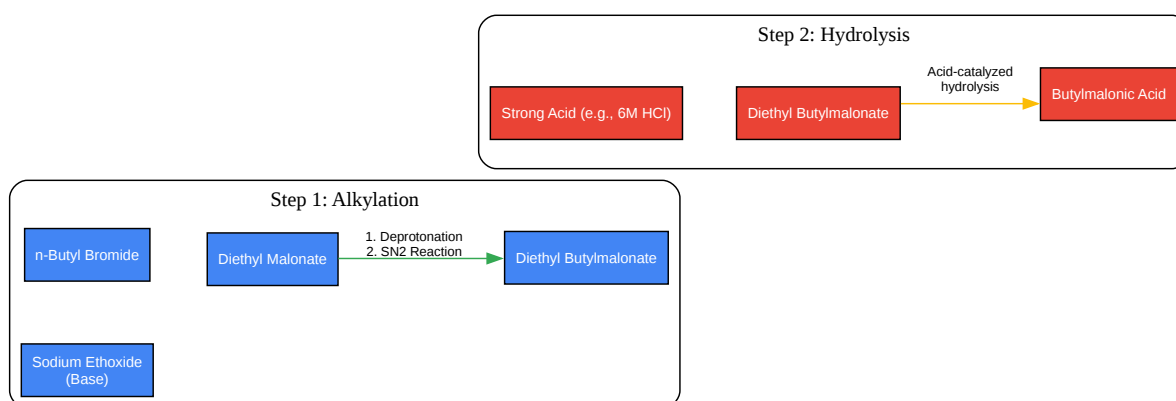 Step 2: Hydrolysis
Strong Acid (e.g., 6M HCl)
Diethyl Butylmalonate
Acid-catalyzed
hydrolysis
Butylmalonic Acid
Step 1: Alkylation
n-Butyl Bromide
Diethyl Malonate
1. Deprotonation
2. SN2 Reaction
Diethyl Butylmalonate
Sodium Ethoxide
(Base)